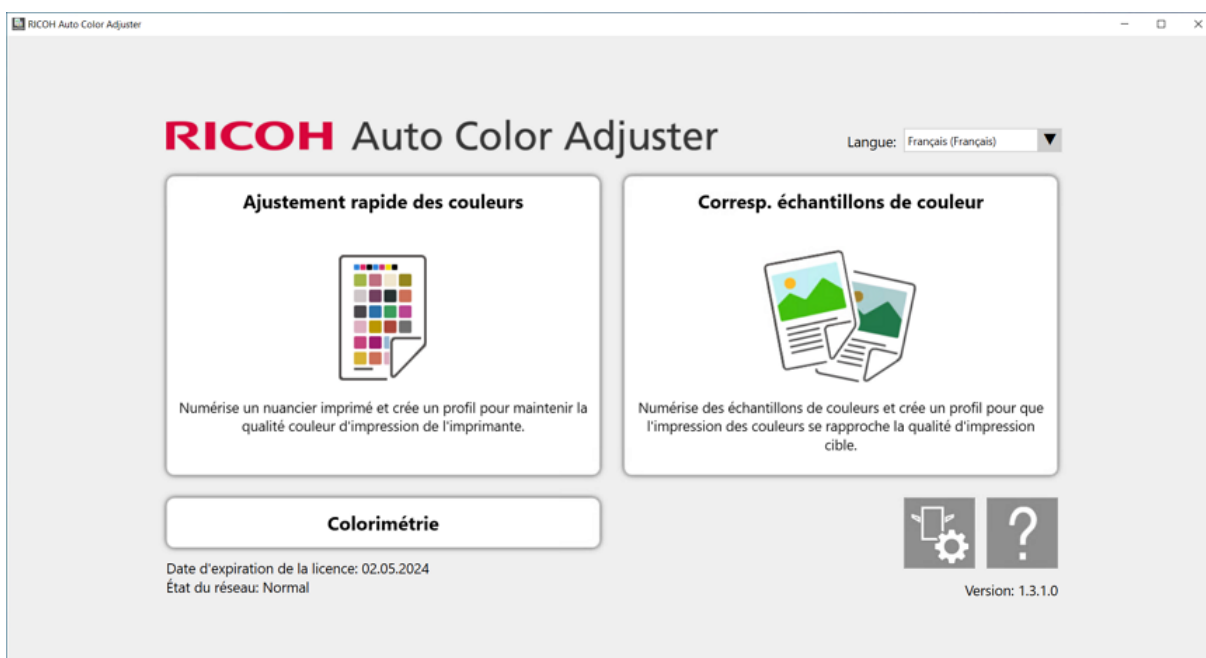 RICOH Auto Color Adjuster
RICOH Auto Color Adjuster
Langue: Français (Français)
Ajustement rapide des couleurs
Numérise un nuancier imprimé et crée un profil pour maintenir la
qualité couleur d'impression de l'imprimante.
Corresp. échantillons de couleur
Numérise des échantillons de couleurs et crée un profil pour que
l'impression des couleurs se rapproche la qualité d'impression
cible.
Colorimétrie
?
Date d'expiration de la licence: 02.05.2024
État du réseau: Normal
Version: 1.3.1.0